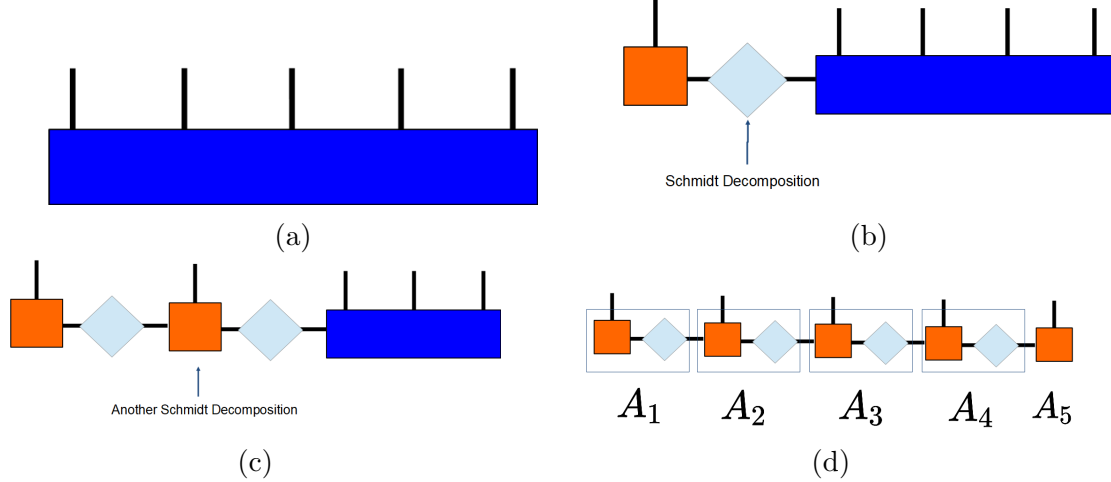 Schmidt Decomposition
(a)
(b)
Another Schmidt Decomposition
A₁ A₂ A₃ A₄ A₅
(c)
(d)